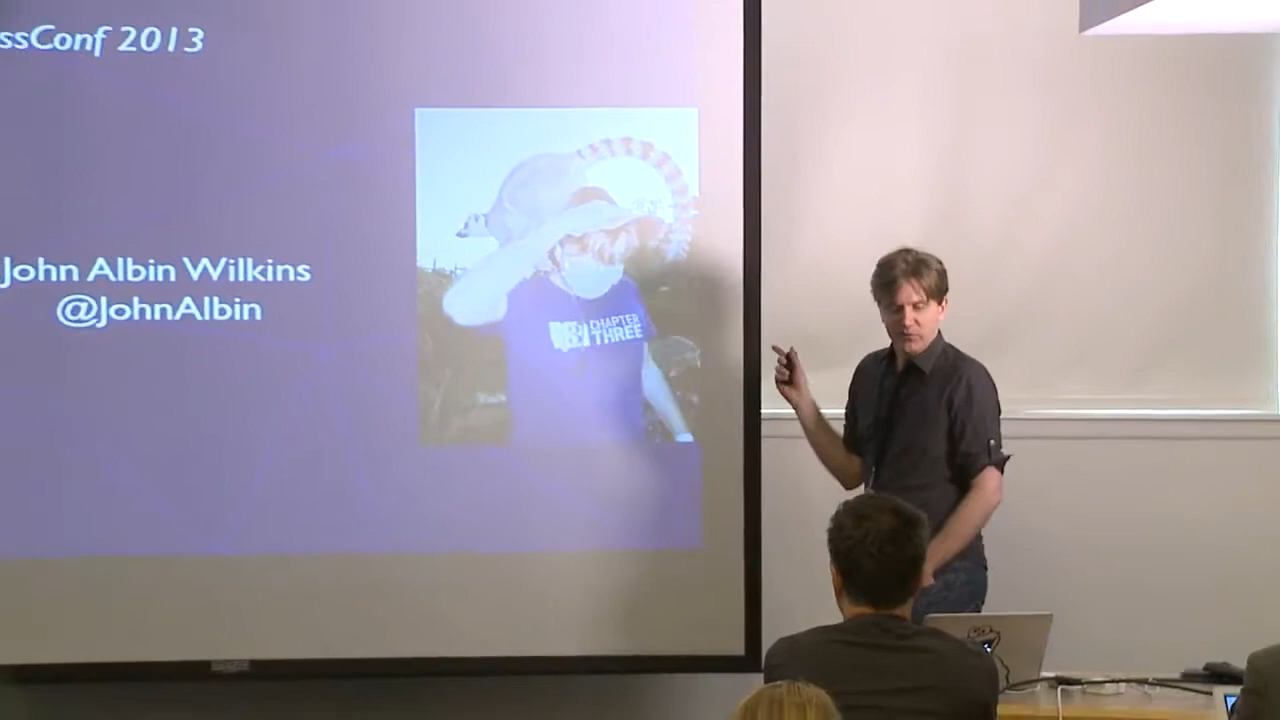 ssConf 2013
John Albin Wilkins
@JohnAlbin
CHAPTER
THREE